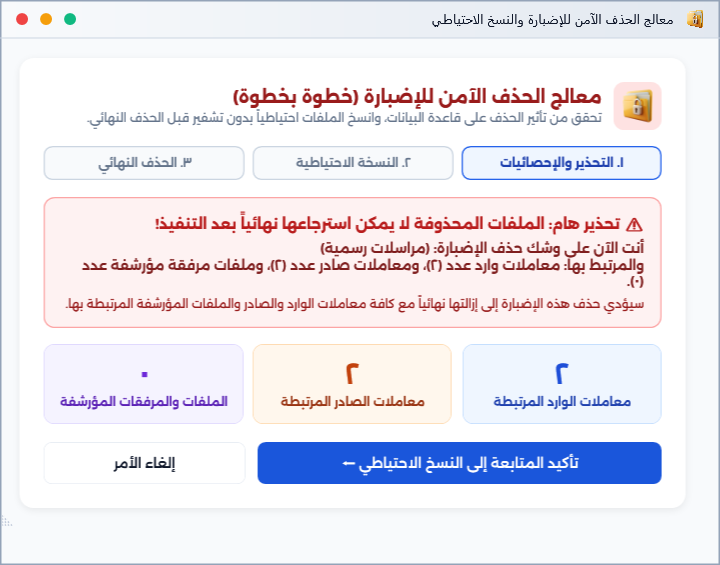 معالج الحذف الآمن للإضبارة والنسخ الاحتياطي
معالج الحذف الآمن للإضبارة (خطوة بخطوة)
تحقق من تأثير الحذف على قاعدة البيانات، وانسخ الملفات احتياطياً بدون تشفير قبل الحذف النهائي.
١. التحذير والإحصائيات
٢. النسخة الاحتياطية
٣. الحذف النهائي
⚠ تحذير هام: الملفات المحذوفة لا يمكن استرجاعها نهائياً بعد التنفيذ!
أنت الآن على وشك حذف الإضبارة: (مراسلات رسمية)
والمرتبط بها: معاملات وارد عدد (٢)، ومعاملات صادر عدد (٢)، وملفات مرفقة مؤرشفة عدد
(٠).
سيؤدي حذف هذه الإضبارة إلى إزالتها نهائياً مع كافة معاملات الوارد والصادر والملفات المؤرشفة المرتبطة بها.
٢
معاملات الوارد المرتبطة
٢
معاملات الصادر المرتبطة
٠
الملفات والمرفقات المؤرشفة
تأكيد المتابعة إلى النسخ الاحتياطي ←
إلغاء الأمر